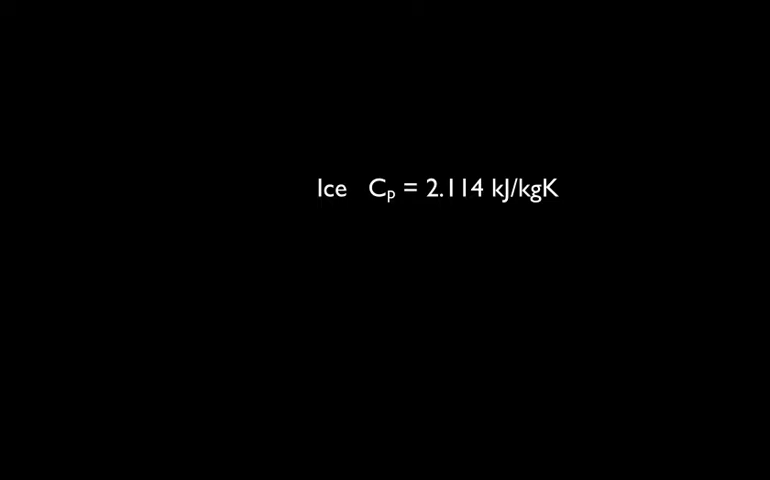 Ice Cₚ = 2.114 kJ/kgK